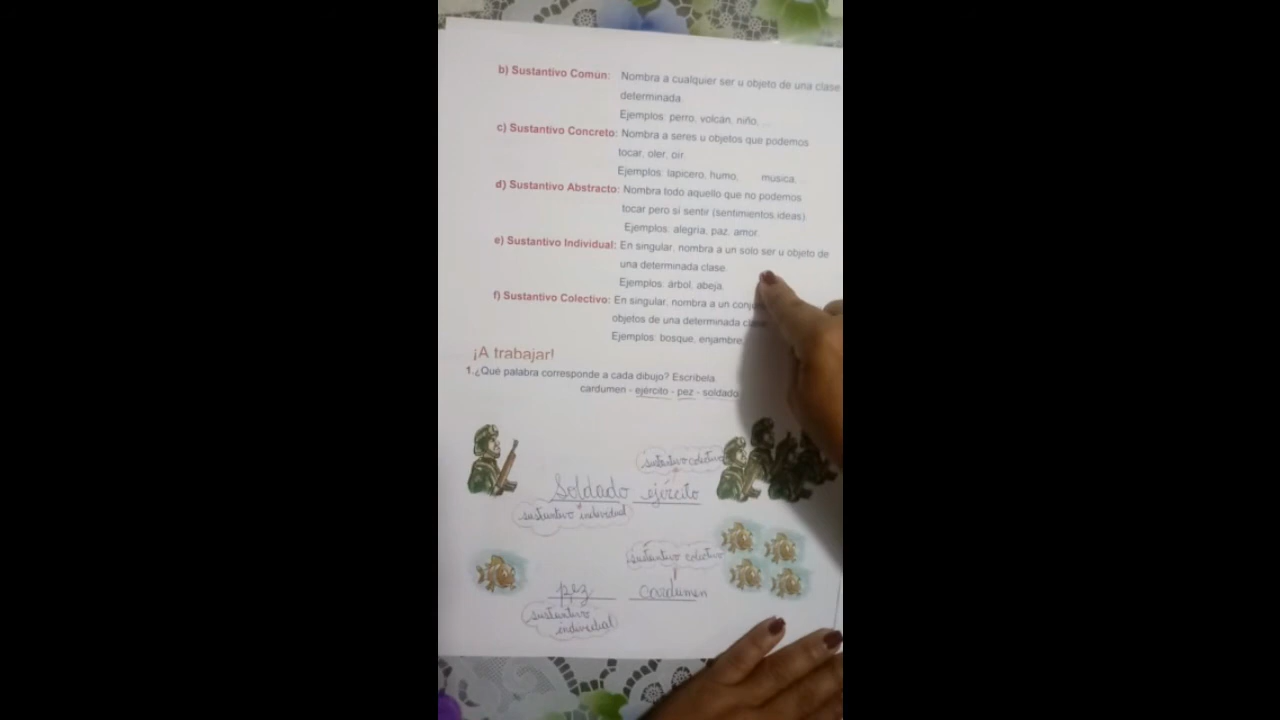 b) Sustantivo Común: Nombra a cualquier ser u objeto de una clase
determinada.
Ejemplos: perro, volcán, niño, ...
c) Sustantivo Concreto: Nombra a seres u objetos que podemos
tocar, oler, oir.
Ejemplos: lapicero, humo, música,
d) Sustantivo Abstracto: Nombra todo aquello que no podemos
tocar pero sí sentir (sentimientos ideas)
Ejemplos: alegría, paz, amor.
e) Sustantivo Individual: En singular, nombra a un solo ser u objeto de
una determinada clase.
Ejemplos: árbol, abeja.
f) Sustantivo Colectivo: En singular, nombra a un
objetos de una determinada
Ejemplos: bosque, enjambre,
¡A trabajar!
1.¿Qué palabra corresponde a cada dibujo? Escríbela.
cardumen - ejército - pez - soldado
sustantivo colectivo
Soldado ejército
sustantivo individual
sustantivo colectivo
pez cardumen
sustantivo
individual